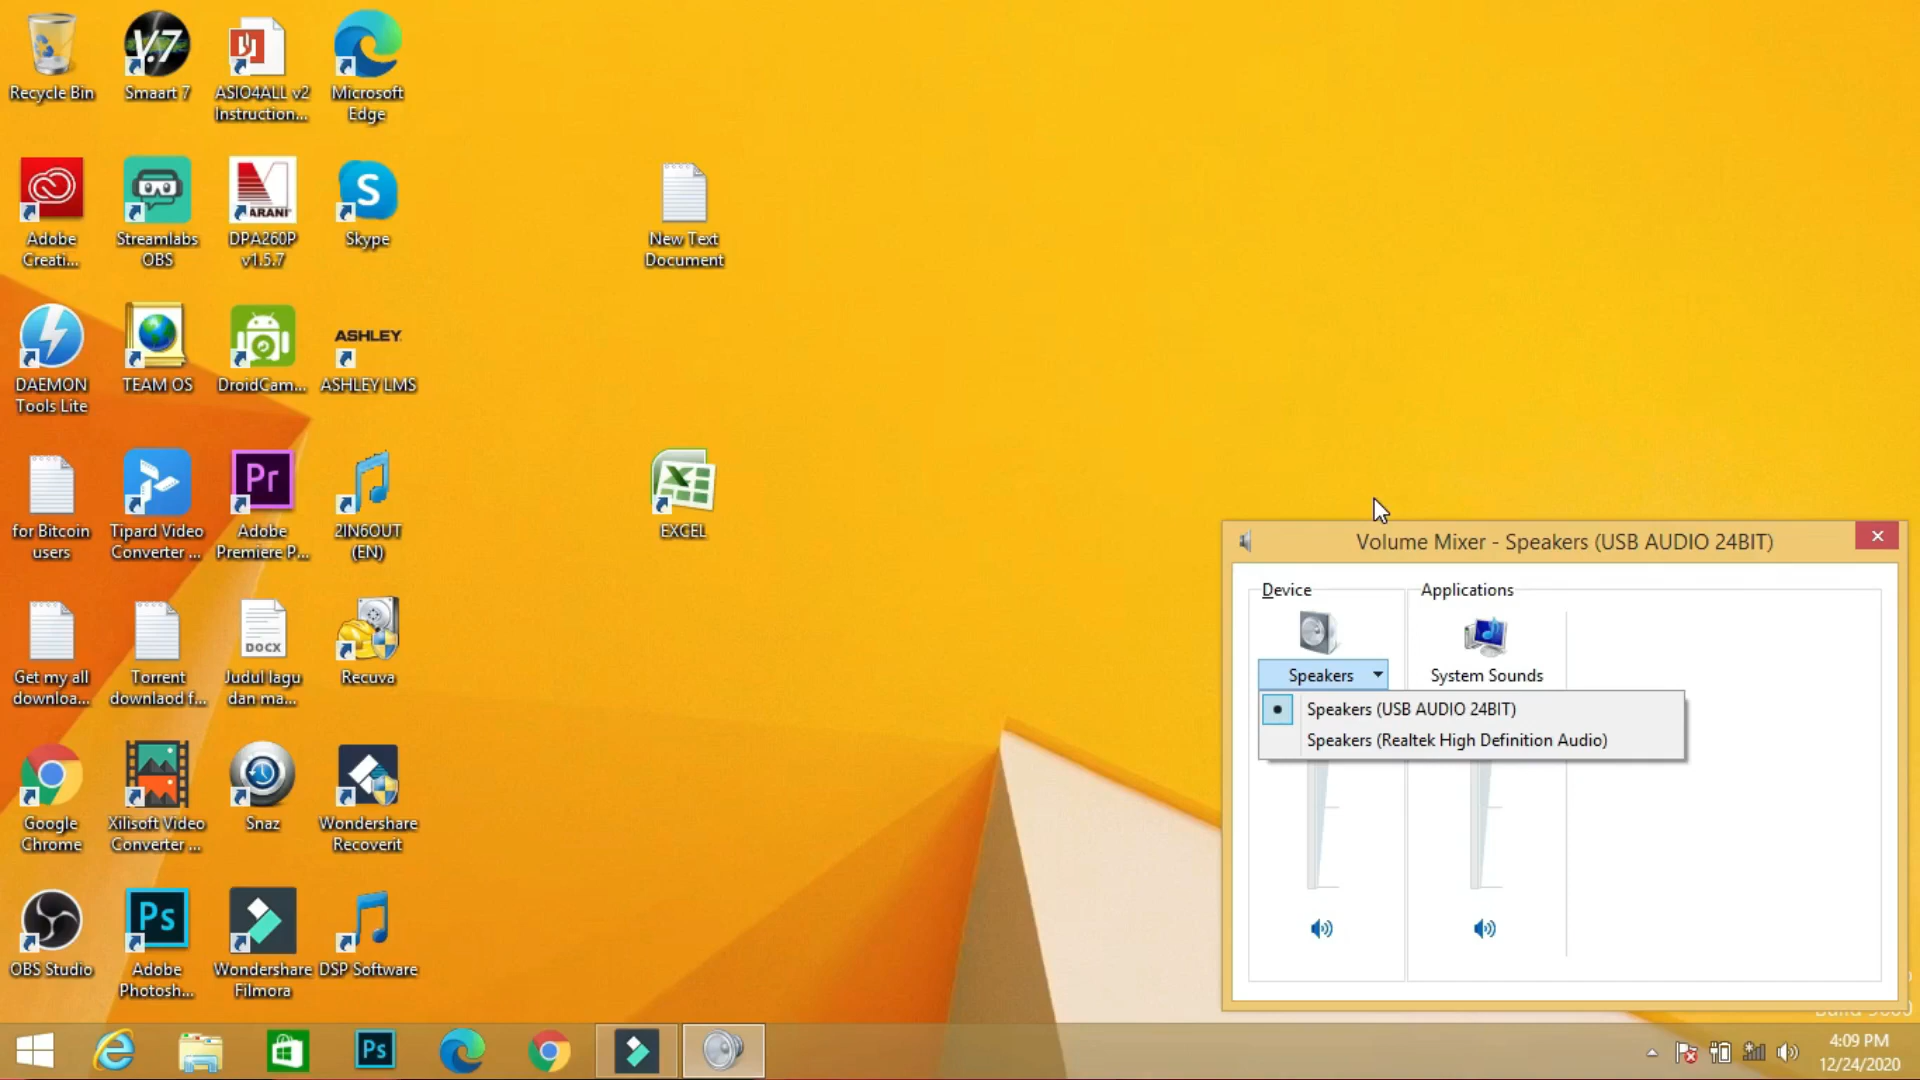 Recycle Bin
Smaart 7
ASIO4ALL v2
Instruction...
Microsoft
Edge
Adobe
Creati...
Streamlabs
OBS
DPA260P
v1.5.7
Skype
New Text
Document
DAEMON
Tools Lite
TEAM OS
DroidCam...
ASHLEY
ASHLEY LMS
for Bitcoin
users
Tipard Video
Converter ...
Adobe
Premiere P...
2IN6OUT
(EN)
EXCEL
Get my all
downloa...
Torrent
downlaod f...
DOCX
Judul lagu
dan ma...
Recuva
Google
Chrome
Xilisoft Video
Converter ...
Snaz
Wondershare
Recoverit
OBS Studio
Adobe
Photosh...
Wondershare
Filmora
DSP Software
V.7
S
ARANI
Pr
Ps
Volume Mixer - Speakers (USB AUDIO 24BIT)
Device
Applications
Speakers
System Sounds
Speakers (USB AUDIO 24BIT)
Speakers (Realtek High Definition Audio)
Ps
4:09 PM
12/24/2020